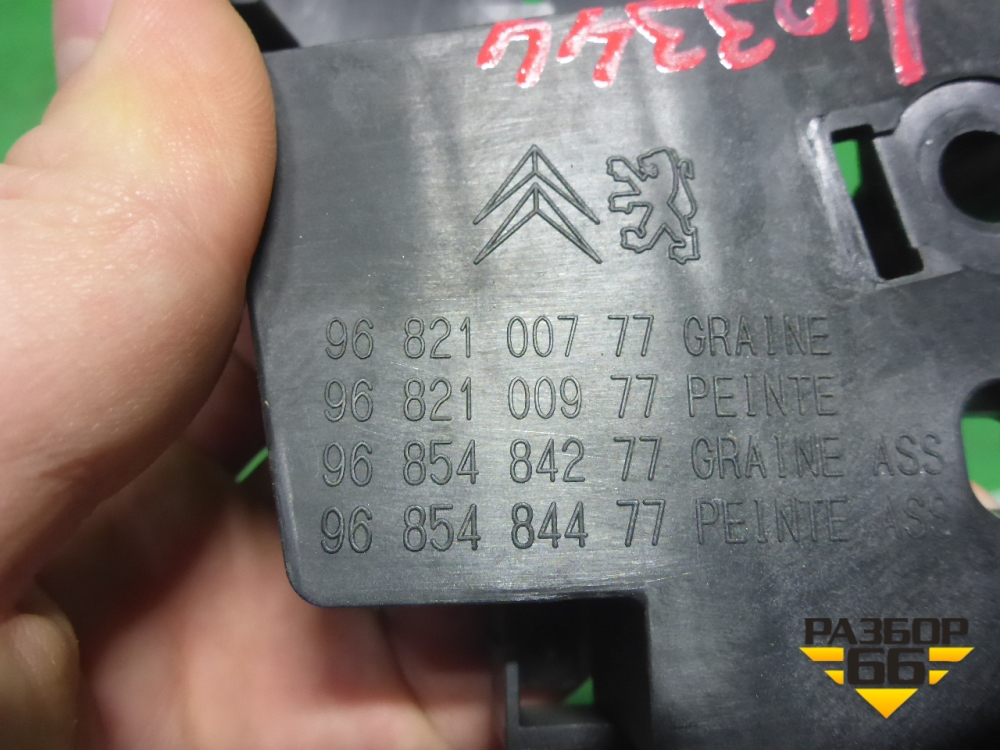 96 821 007 77 GRAINE
96 821 009 77 PEINTE
96 854 842 77 GRAINE ASS
96 854 844 77 PEINTE ASS
РАЗБОР
66